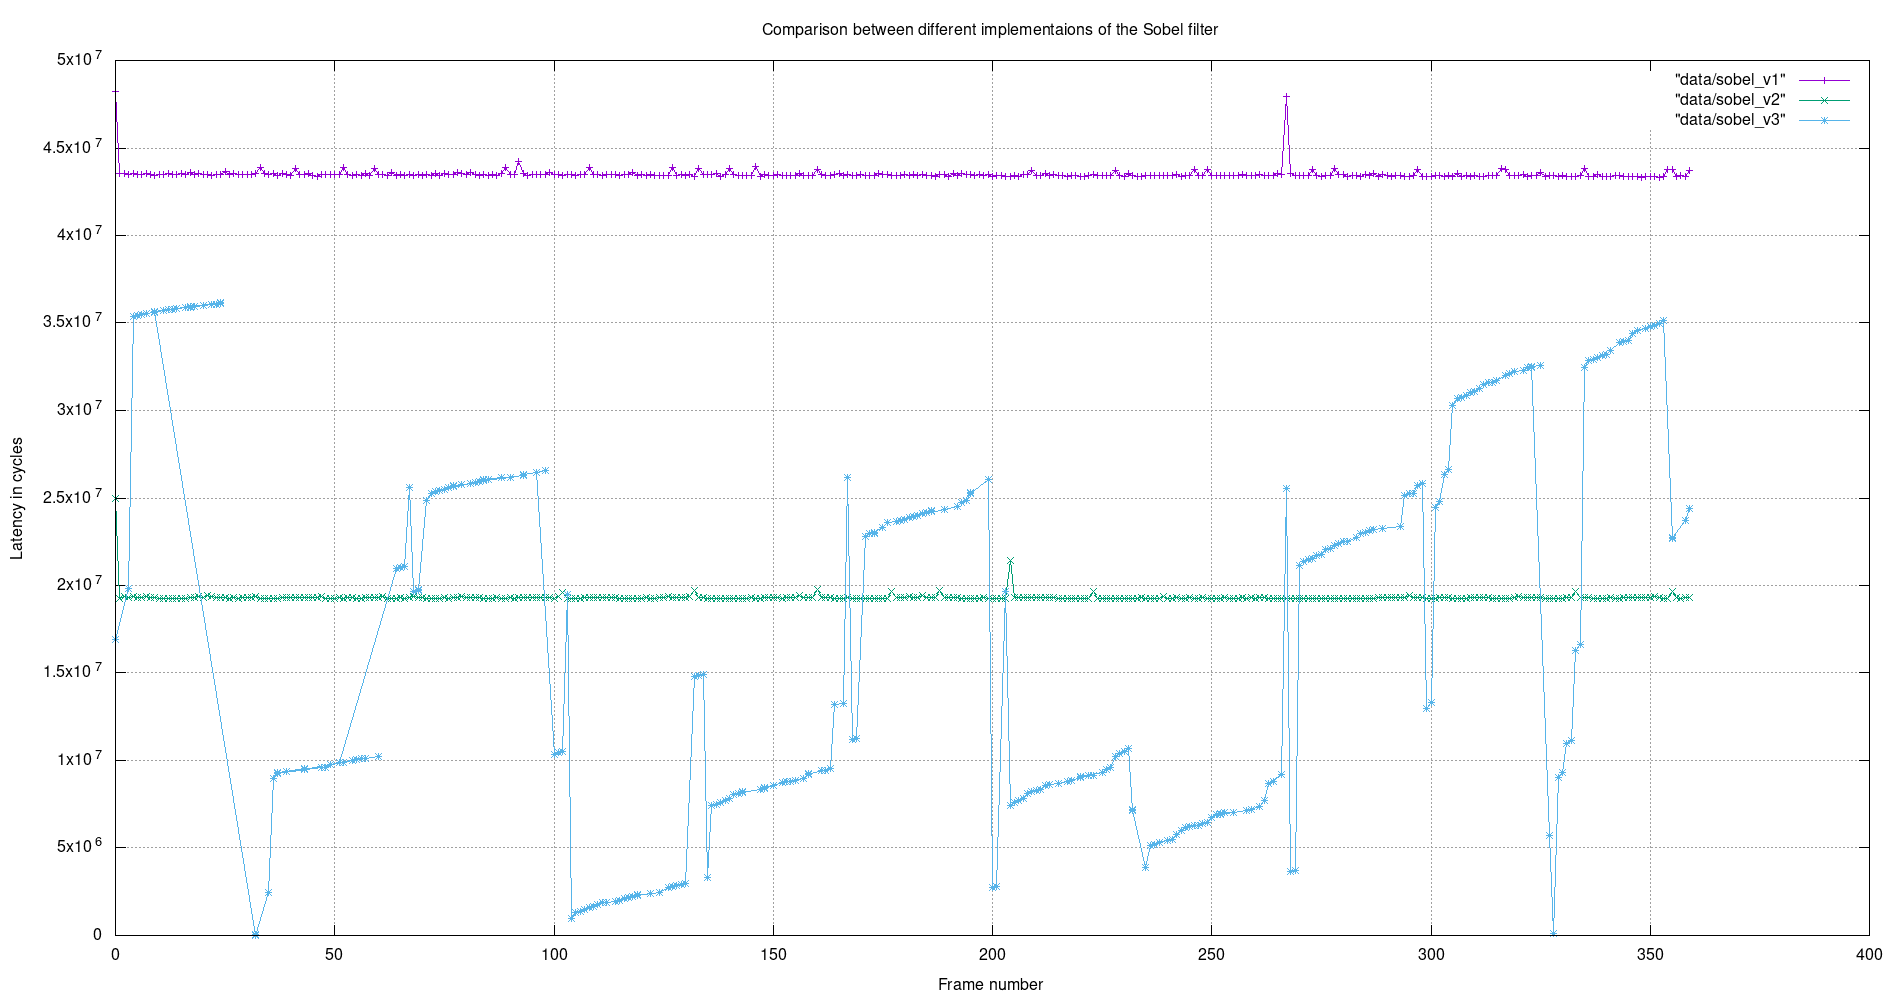 Comparison between different implementaions of the Sobel filter
"data/sobel_v1"
"data/sobel_v2"
"data/sobel_v3"
5x10^7
4.5x10^7
4x10^7
3.5x10^7
3x10^7
2.5x10^7
2x10^7
1.5x10^7
1x10^7
5x10^6
0
Latency in cycles
0 50 100 150 200 250 300 350 400
Frame number